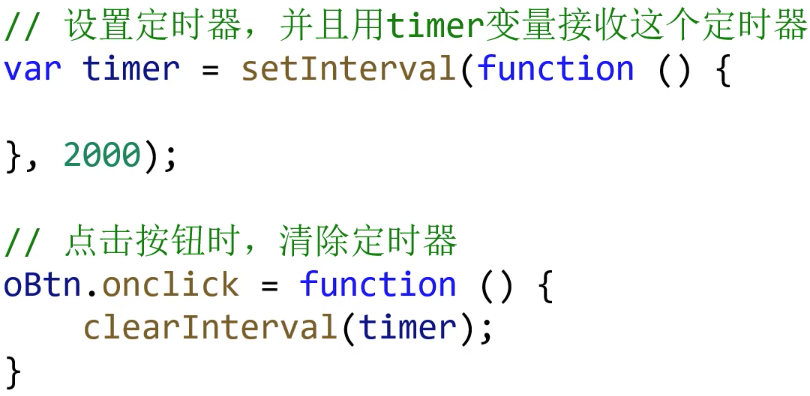 // 设置定时器，并且用timer变量接收这个定时器
var timer = setInterval(function () {

}, 2000);

// 点击按钮时，清除定时器
oBtn.onclick = function () {
    clearInterval(timer);
}